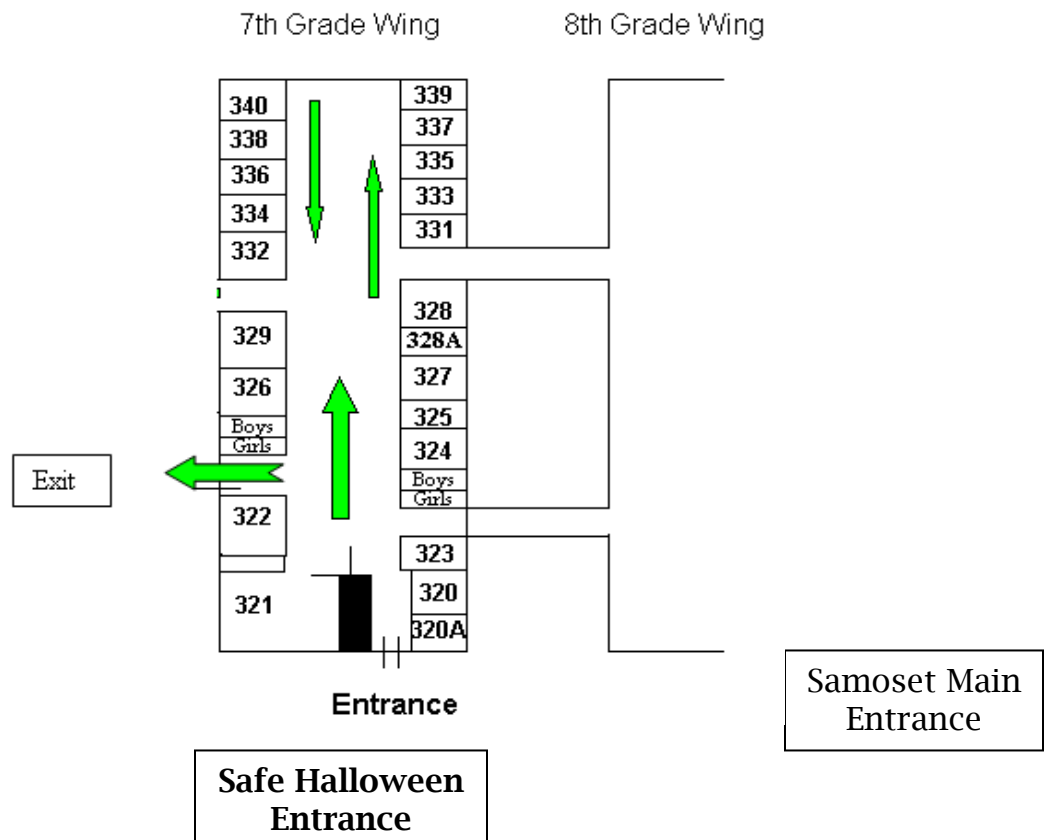 7th Grade Wing
8th Grade Wing
340
338
336
334
332
339
337
335
333
331
329
326
Boys
Girls
328
328A
327
325
324
Boys
Girls
Exit
322
321
323
320
320A
Entrance
Safe Halloween
Entrance
Samoset Main
Entrance